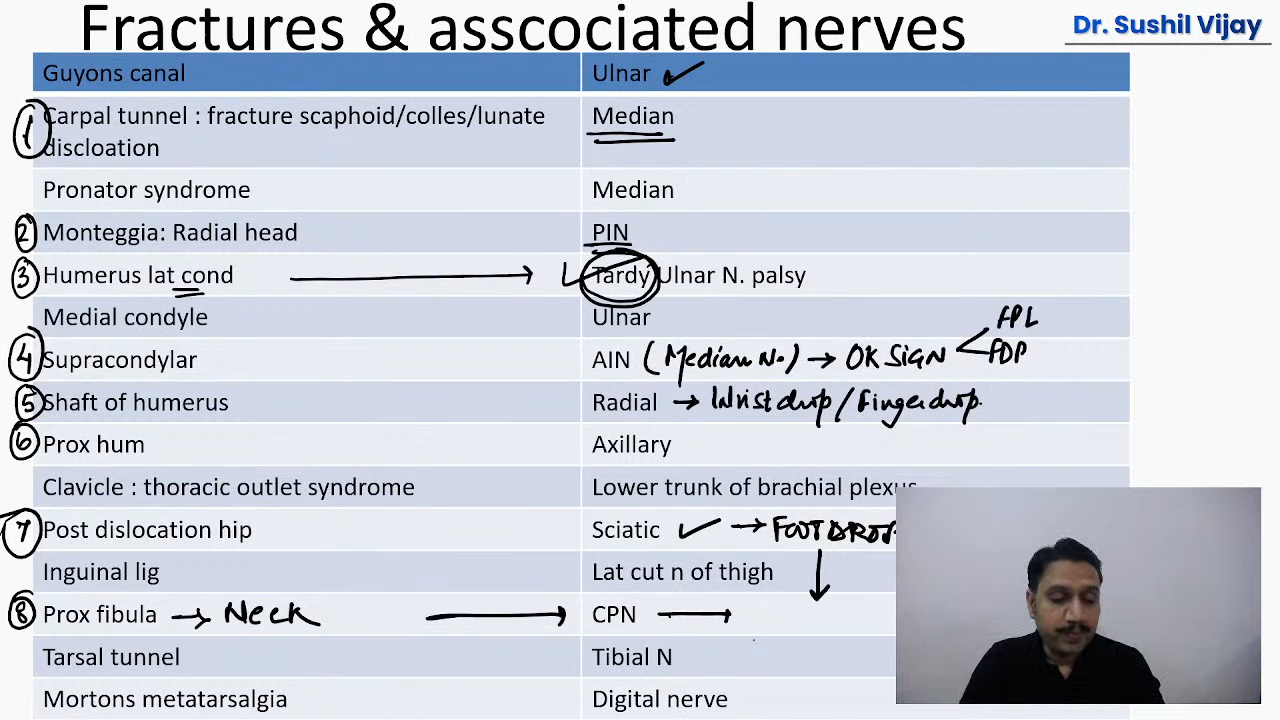 Fractures & asscociated nerves
Dr. Sushil Vijay
Guyons canal Ulnar
1 Carpal tunnel : fracture scaphoid/colles/lunate Median
discloation
Pronator syndrome Median
2 Monteggia: Radial head PIN
3 Humerus lat cond Tardy Ulnar N. palsy
Medial condyle Ulnar
FPL
4 Supracondylar AIN (Median No.) → OK SIGN FDP
5 Shaft of humerus Radial → Wrist drop / Finger drop
6 Prox hum Axillary
Clavicle : thoracic outlet syndrome Lower trunk of brachial plexus
7 Post dislocation hip Sciatic → FOOT DROP
Inguinal lig Lat cut n of thigh
8 Prox fibula → Neck CPN
Tarsal tunnel Tibial N
Mortons metatarsalgia Digital nerve